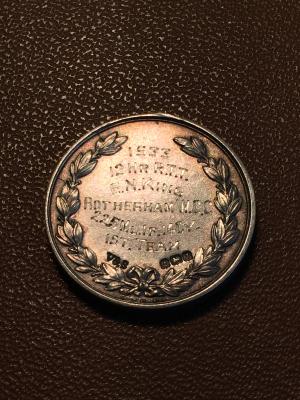 1933
12 HR R.T.T.
H.N. KING
ROTHERHAM M.C.C
1ST. TEAM